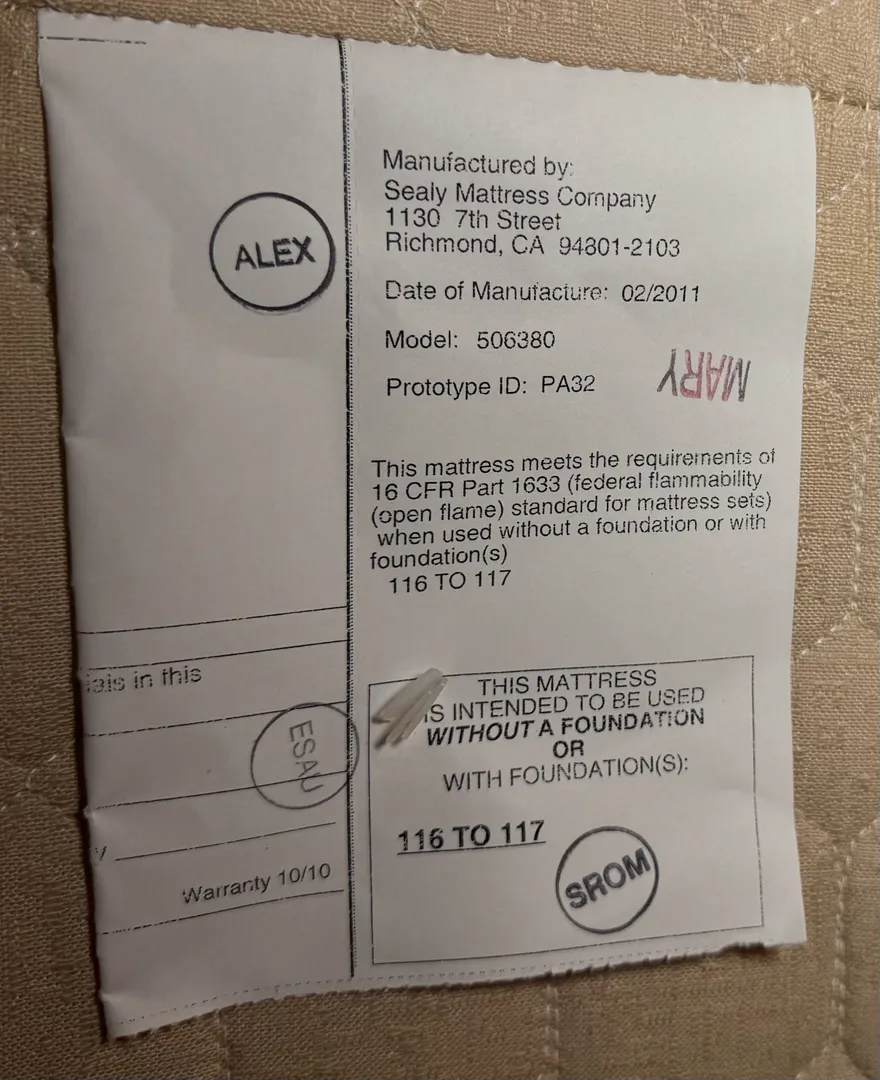 ALEX
Manufactured by:
Sealy Mattress Company
1130 7th Street
Richmond, CA 94801-2103
Date of Manufacture: 02/2011
Model: 506380
MARY
Prototype ID: PA32
This mattress meets the requirements of
16 CFR Part 1633 (federal flammability
(open flame) standard for mattress sets)
when used without a foundation or with
foundation(s)
116 TO 117
in this
ESAU
Warranty 10/10
THIS MATTRESS
IS INTENDED TO BE USED
WITHOUT A FOUNDATION
OR
WITH FOUNDATION(S):
116 TO 117
SROM